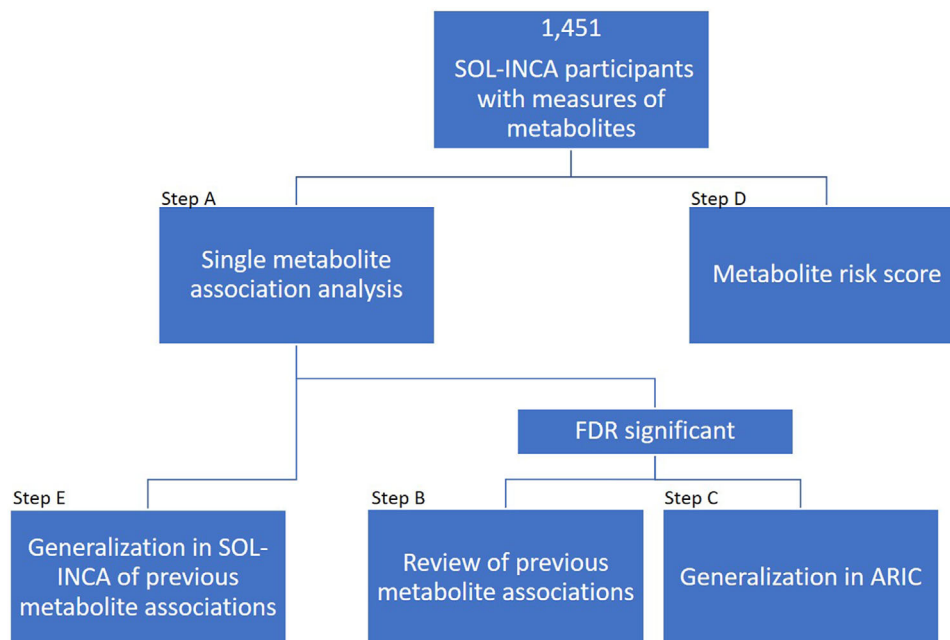 1,451
SOL-INCA participants
with measures of
metabolites
Step A
Single metabolite
association analysis
Step D
Metabolite risk score
FDR significant
Step E
Generalization in SOL-
INCA of previous
metabolite associations
Step B
Review of previous
metabolite associations
Step C
Generalization in ARIC